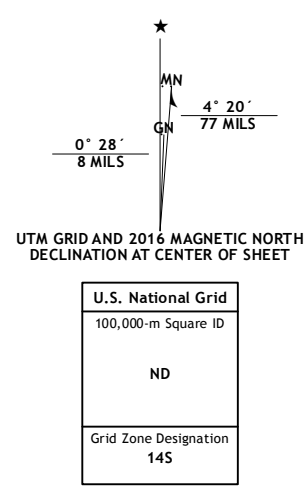 MN
4° 20´
77 MILS
GN
0° 28´
8 MILS
UTM GRID AND 2016 MAGNETIC NORTH
DECLINATION AT CENTER OF SHEET
U.S. National Grid
100,000-m Square ID
ND
Grid Zone Designation
14S